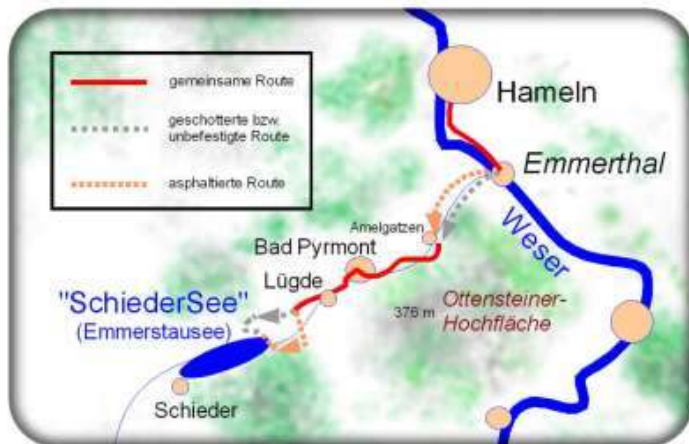 gemeinsame Route
geschotterte bzw.
unbefestigte Route
asphaltierte Route
Hameln
Emmerthal
Amelgatzen
Weser
Bad Pyrmont
Lügde
"SchiederSee"
(Emmerstausee)
376 m
Ottensteiner-
Hochfläche
Schieder